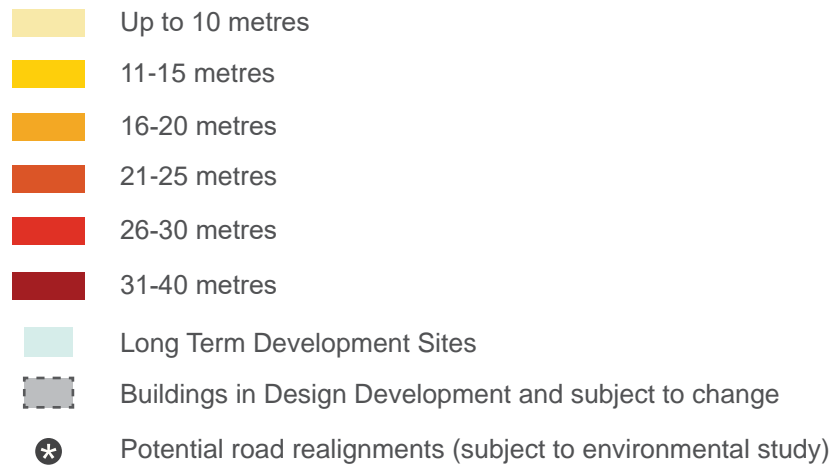 Up to 10 metres
11-15 metres
16-20 metres
21-25 metres
26-30 metres
31-40 metres
Long Term Development Sites
Buildings in Design Development and subject to change
Potential road realignments (subject to environmental study)